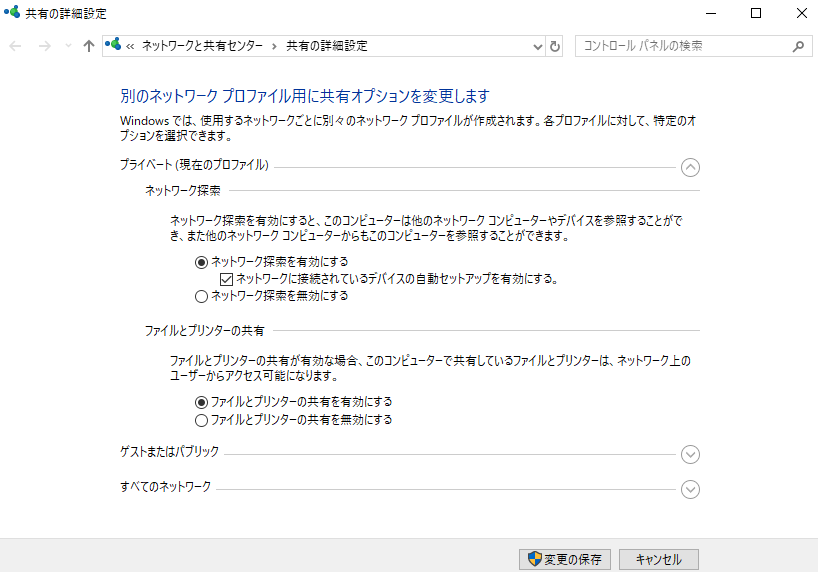 共有の詳細設定
« ネットワークと共有センター › 共有の詳細設定
コントロール パネルの検索
別のネットワーク プロファイル用に共有オプションを変更します
Windows では、使用するネットワークごとに別々のネットワーク プロファイルが作成されます。各プロファイルに対して、特定のオ
プションを選択できます。
プライベート (現在のプロファイル)
ネットワーク探索
ネットワーク探索を有効にすると、このコンピューターは他のネットワーク コンピューターやデバイスを参照することがで
き、また他のネットワーク コンピューターからもこのコンピューターを参照することができます。
ネットワーク探索を有効にする
ネットワークに接続されているデバイスの自動セットアップを有効にする。
ネットワーク探索を無効にする
ファイルとプリンターの共有
ファイルとプリンターの共有が有効な場合、このコンピューターで共有しているファイルとプリンターは、ネットワーク上の
ユーザーからアクセス可能になります。
ファイルとプリンターの共有を有効にする
ファイルとプリンターの共有を無効にする
ゲストまたはパブリック
すべてのネットワーク
変更の保存
キャンセル